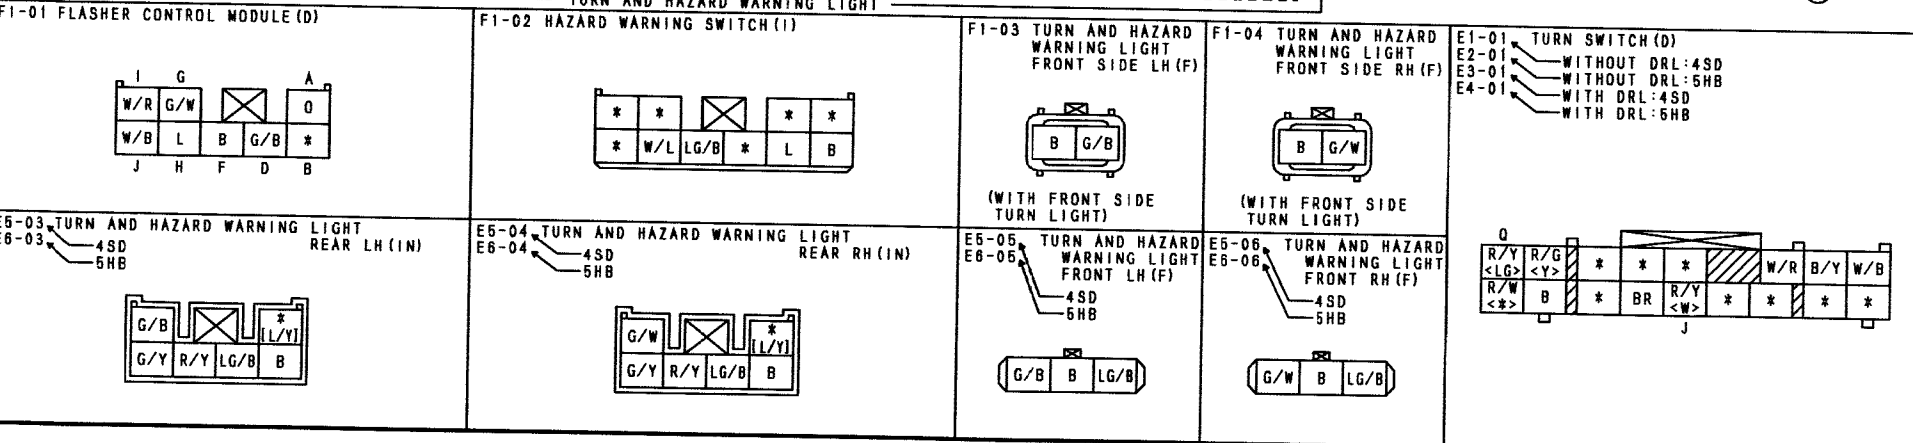 TURN AND HAZARD WARNING LIGHT
F1-01 FLASHER CONTROL MODULE(D)
I G A
W/R G/W O
W/B L B G/B *
J H F D B
F1-02 HAZARD WARNING SWITCH(I)
* * * *
* W/L LG/B * L B
F1-03 TURN AND HAZARD
WARNING LIGHT
FRONT SIDE LH(F)
B G/B
(WITH FRONT SIDE
TURN LIGHT)
F1-04 TURN AND HAZARD
WARNING LIGHT
FRONT SIDE RH(F)
B G/W
(WITH FRONT SIDE
TURN LIGHT)
E1-01 TURN SWITCH(D)
E2-01 WITHOUT DRL:4SD
E3-01 WITHOUT DRL:5HB
E4-01 WITH DRL:4SD
WITH DRL:5HB
Q
R/Y R/G * * * W/R B/Y W/B
<LG> <Y>
R/W B * BR R/Y * * * *
<*> <W>
J
E5-03 TURN AND HAZARD WARNING LIGHT
E6-03 4SD REAR LH(IN)
5HB
G/B *
[L/Y]
G/Y R/Y LG/B B
E5-04 TURN AND HAZARD WARNING LIGHT
E6-04 4SD REAR RH(IN)
5HB
G/W *
[L/Y]
G/Y R/Y LG/B B
E5-05 TURN AND HAZARD
E6-05 WARNING LIGHT
FRONT LH(F)
4SD
5HB
G/B B LG/B
E5-06 TURN AND HAZARD
E6-06 WARNING LIGHT
FRONT RH(F)
4SD
5HB
G/W B LG/B